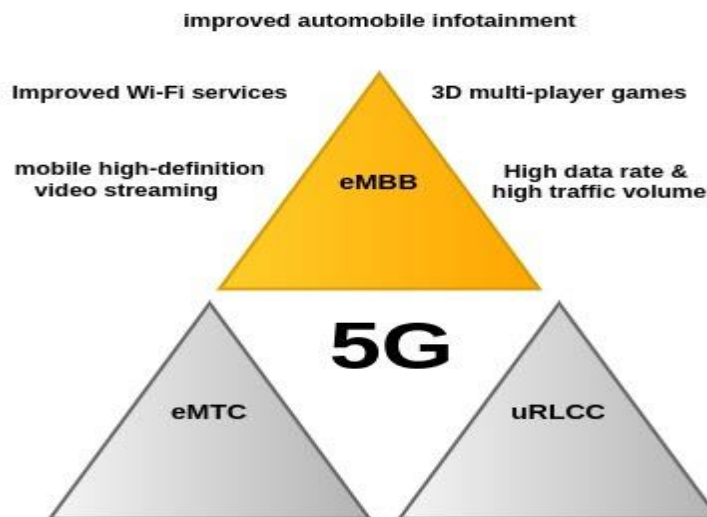 improved automobile infotainment
Improved Wi-Fi services
3D multi-player games
mobile high-definition
video streaming
eMBB
High data rate &
high traffic volume
5G
eMTC
uRLCC